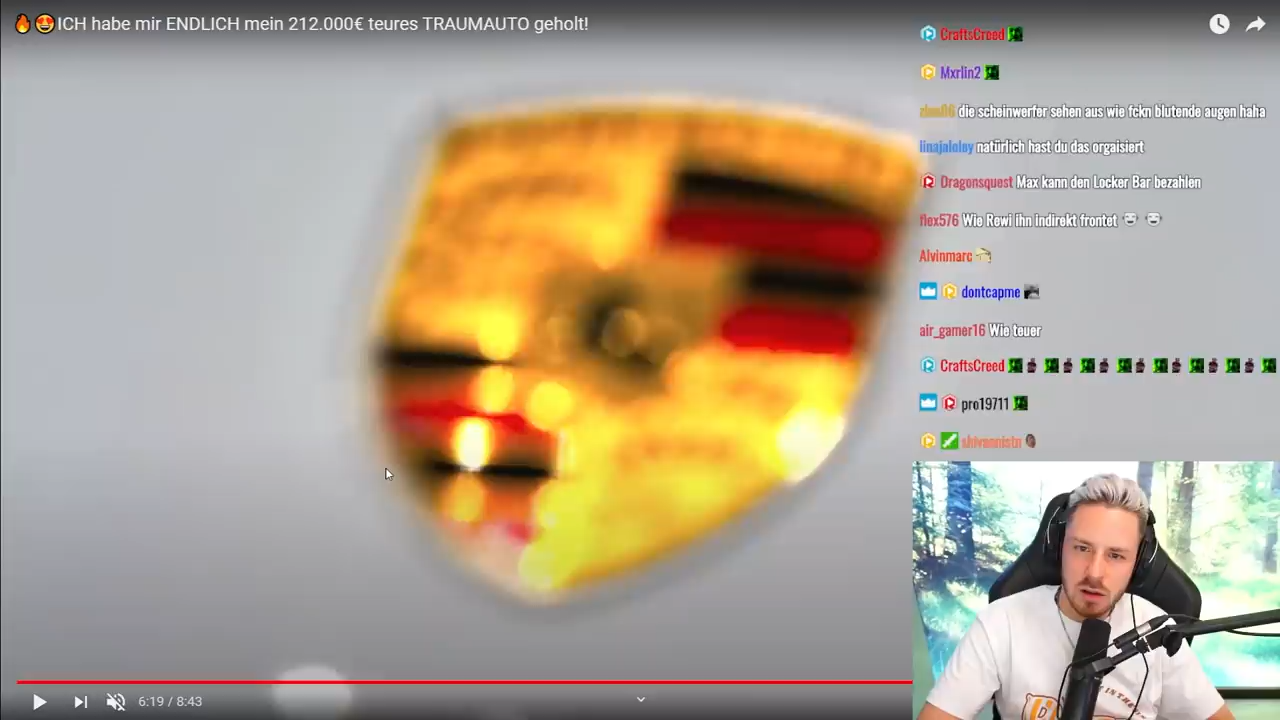 🔥😍ICH habe mir ENDLICH mein 212.000€ teures TRAUMAUTO geholt!
CraftsCreed
Mxrlin2
die scheinwerfer sehen aus wie fckn blutende augen haha
natürlich hast du das orgaisiert
Dragonsquest Max kann den Locker Bar bezahlen
flex576 Wie Rewi ihn indirekt frontet
Alvinmarc
dontcapme
air_gamer16 Wie teuer
CraftsCreed
pro19711
6:19 / 8:43